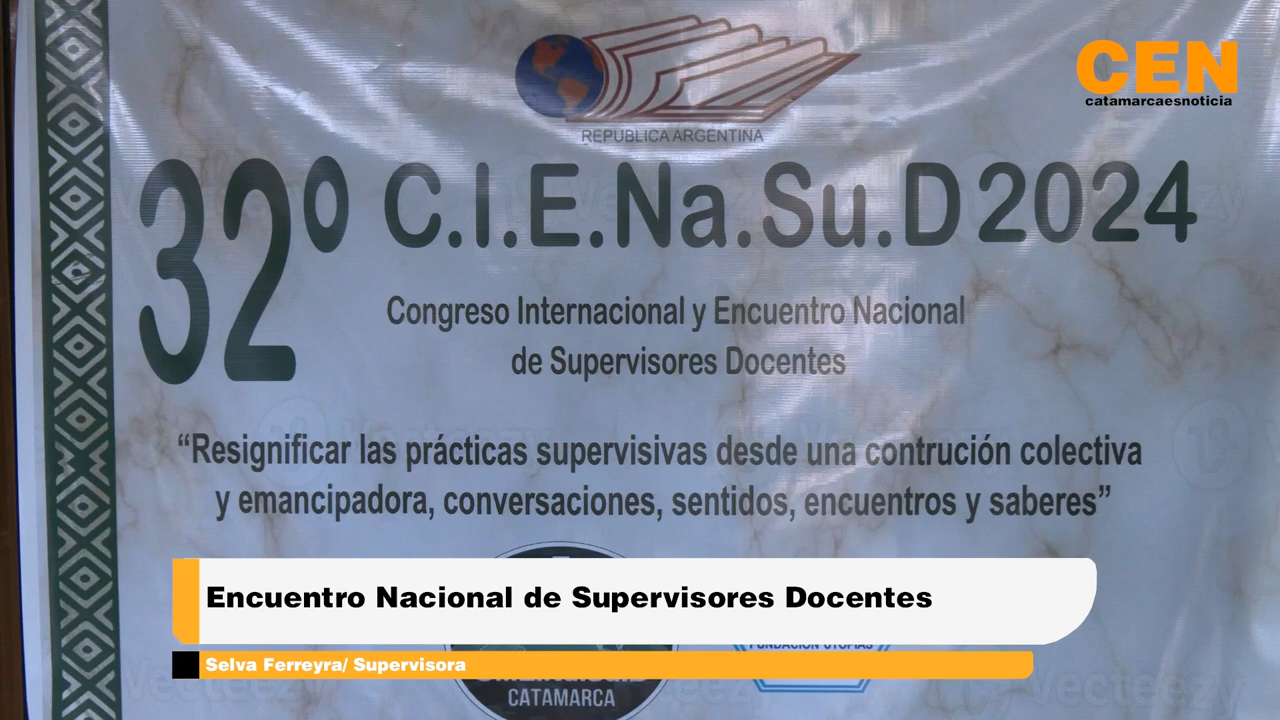 CEN
catamarcaesnoticia
REPUBLICA ARGENTINA
32º C.I.E.Na.Su.D 2024
Congreso Internacional y Encuentro Nacional
de Supervisores Docentes
“Resignificar las prácticas supervisivas desde una contrución colectiva
y emancipadora, conversaciones, sentidos, encuentros y saberes”
Encuentro Nacional de Supervisores Docentes
FUNDACIÓN UTOPIAS
Selva Ferreyra/ Supervisora
CATAMARCA
Vecteezy